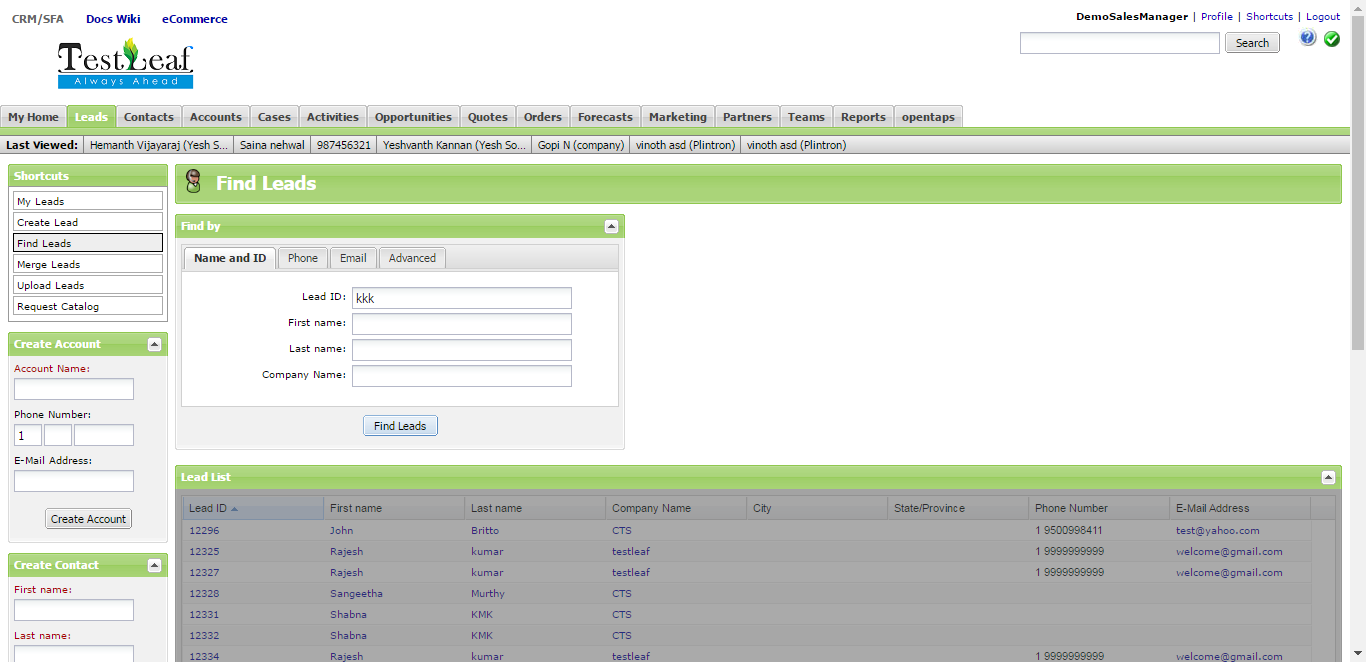 CRM/SFA Docs Wiki eCommerce
DemoSalesManager | Profile | Shortcuts | Logout
TestLeaf
Always Ahead
Search
My Home Leads Contacts Accounts Cases Activities Opportunities Quotes Orders Forecasts Marketing Partners Teams Reports opentaps
Last Viewed: Hemanth Vijayaraj (Yesh S... Saina nehwal 987456321 Yeshvanth Kannan (Yesh So... Gopi N (company) vinoth asd (Plintron) vinoth asd (Plintron)
Shortcuts
My Leads
Create Lead
Find Leads
Merge Leads
Upload Leads
Request Catalog
Create Account
Account Name:
Phone Number:
1
E-Mail Address:
Create Account
Create Contact
First name:
Last name:
Find Leads
Find by
Name and ID Phone Email Advanced
Lead ID: kkk
First name:
Last name:
Company Name:
Find Leads
Lead List
Lead ID First name Last name Company Name City State/Province Phone Number E-Mail Address
12296 John Britto CTS 1 9500998411 test@yahoo.com
12325 Rajesh kumar testleaf 1 9999999999 welcome@gmail.com
12327 Rajesh kumar testleaf 1 9999999999 welcome@gmail.com
12328 Sangeetha Murthy CTS
12331 Shabna KMK CTS
12332 Shabna KMK CTS
12334 Rajesh kumar testleaf 1 9999999999 welcome@gmail.com